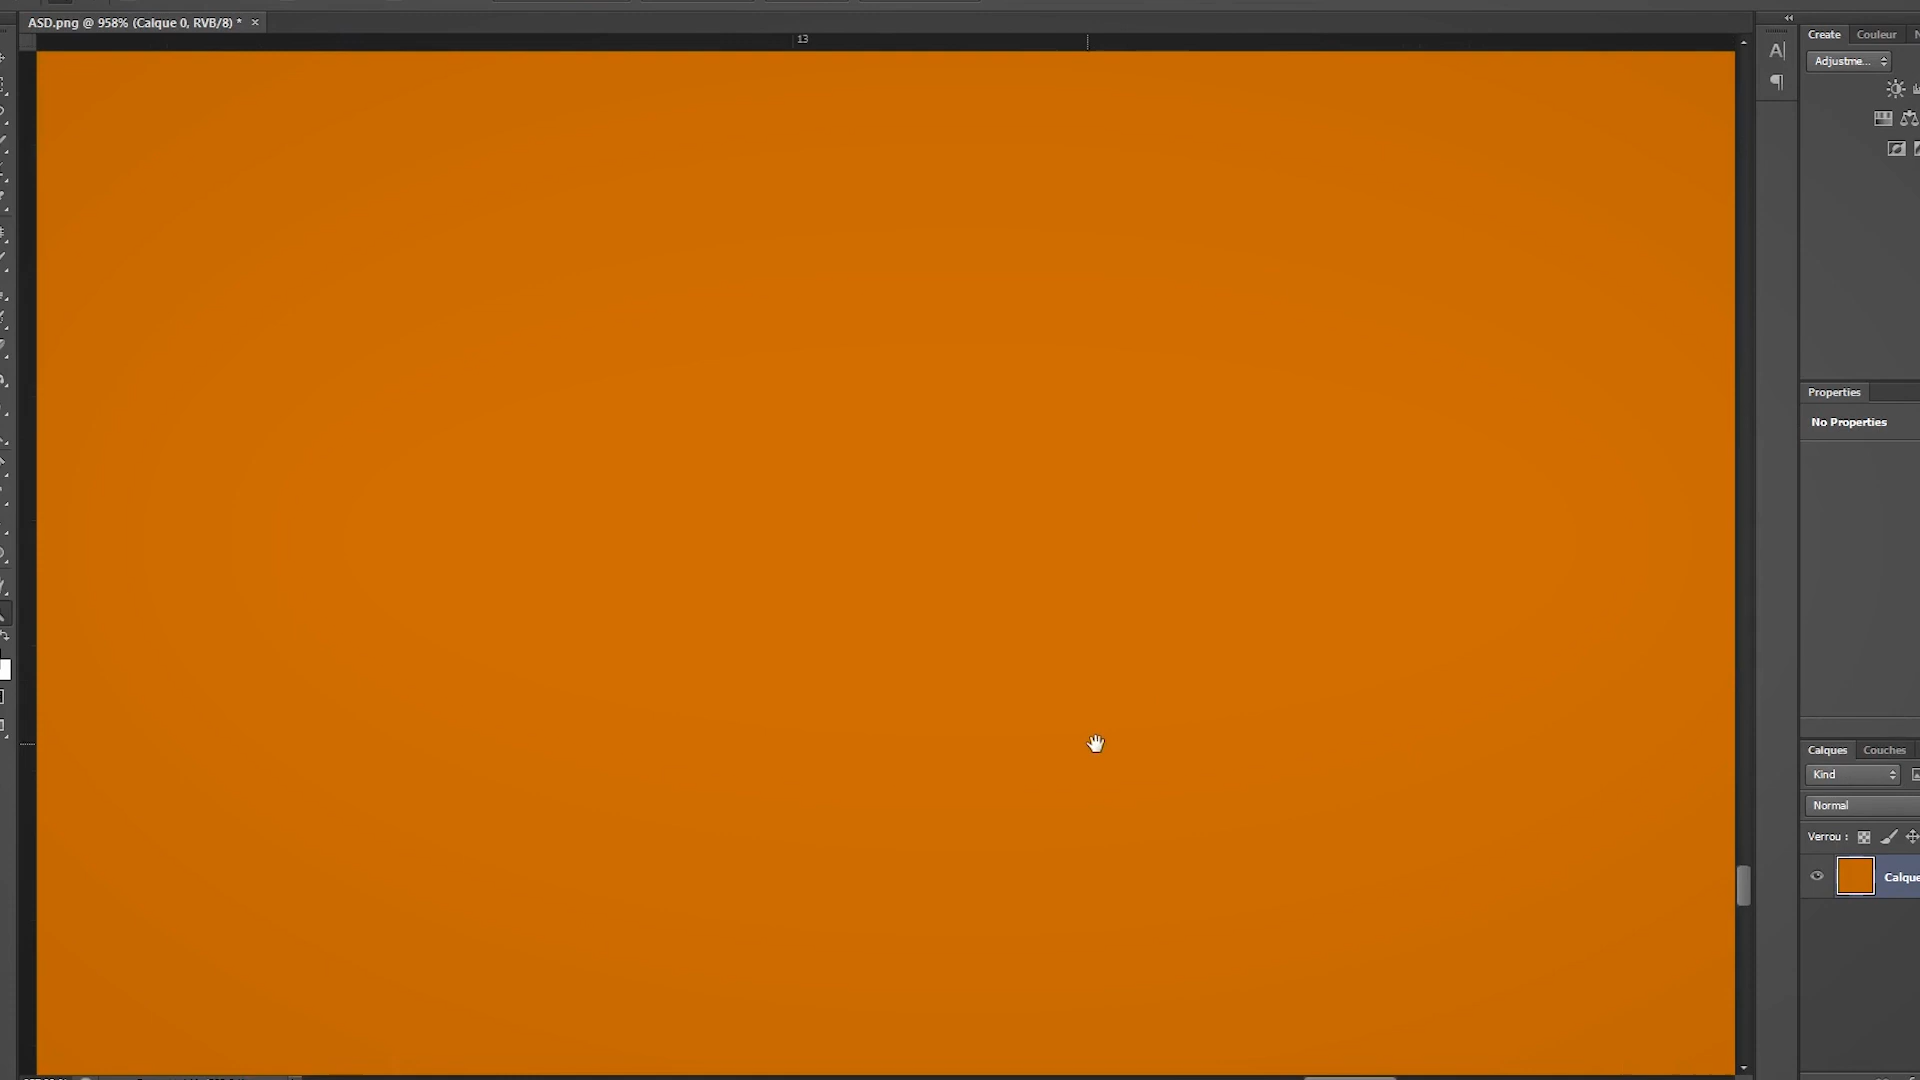 ASD.png @ 958% (Calque 0, RVB/8) * ×
13
A
¶
Create Couleur
Adjustme...
Properties
No Properties
Calques Couches
Kind
Normal
Verrou :
Calque